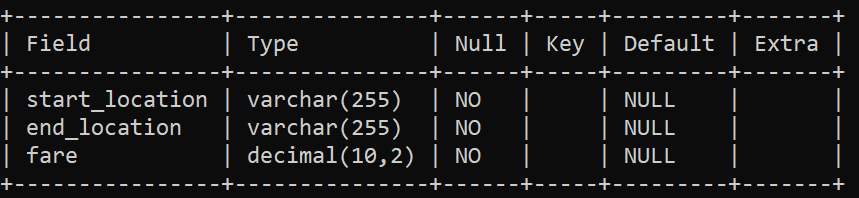 +----------------+---------------+------+-----+---------+-------+
| Field          | Type          | Null | Key | Default | Extra |
+----------------+---------------+------+-----+---------+-------+
| start_location | varchar(255)  | NO   |     | NULL    |       |
| end_location   | varchar(255)  | NO   |     | NULL    |       |
| fare           | decimal(10,2) | NO   |     | NULL    |       |
+----------------+---------------+------+-----+---------+-------+